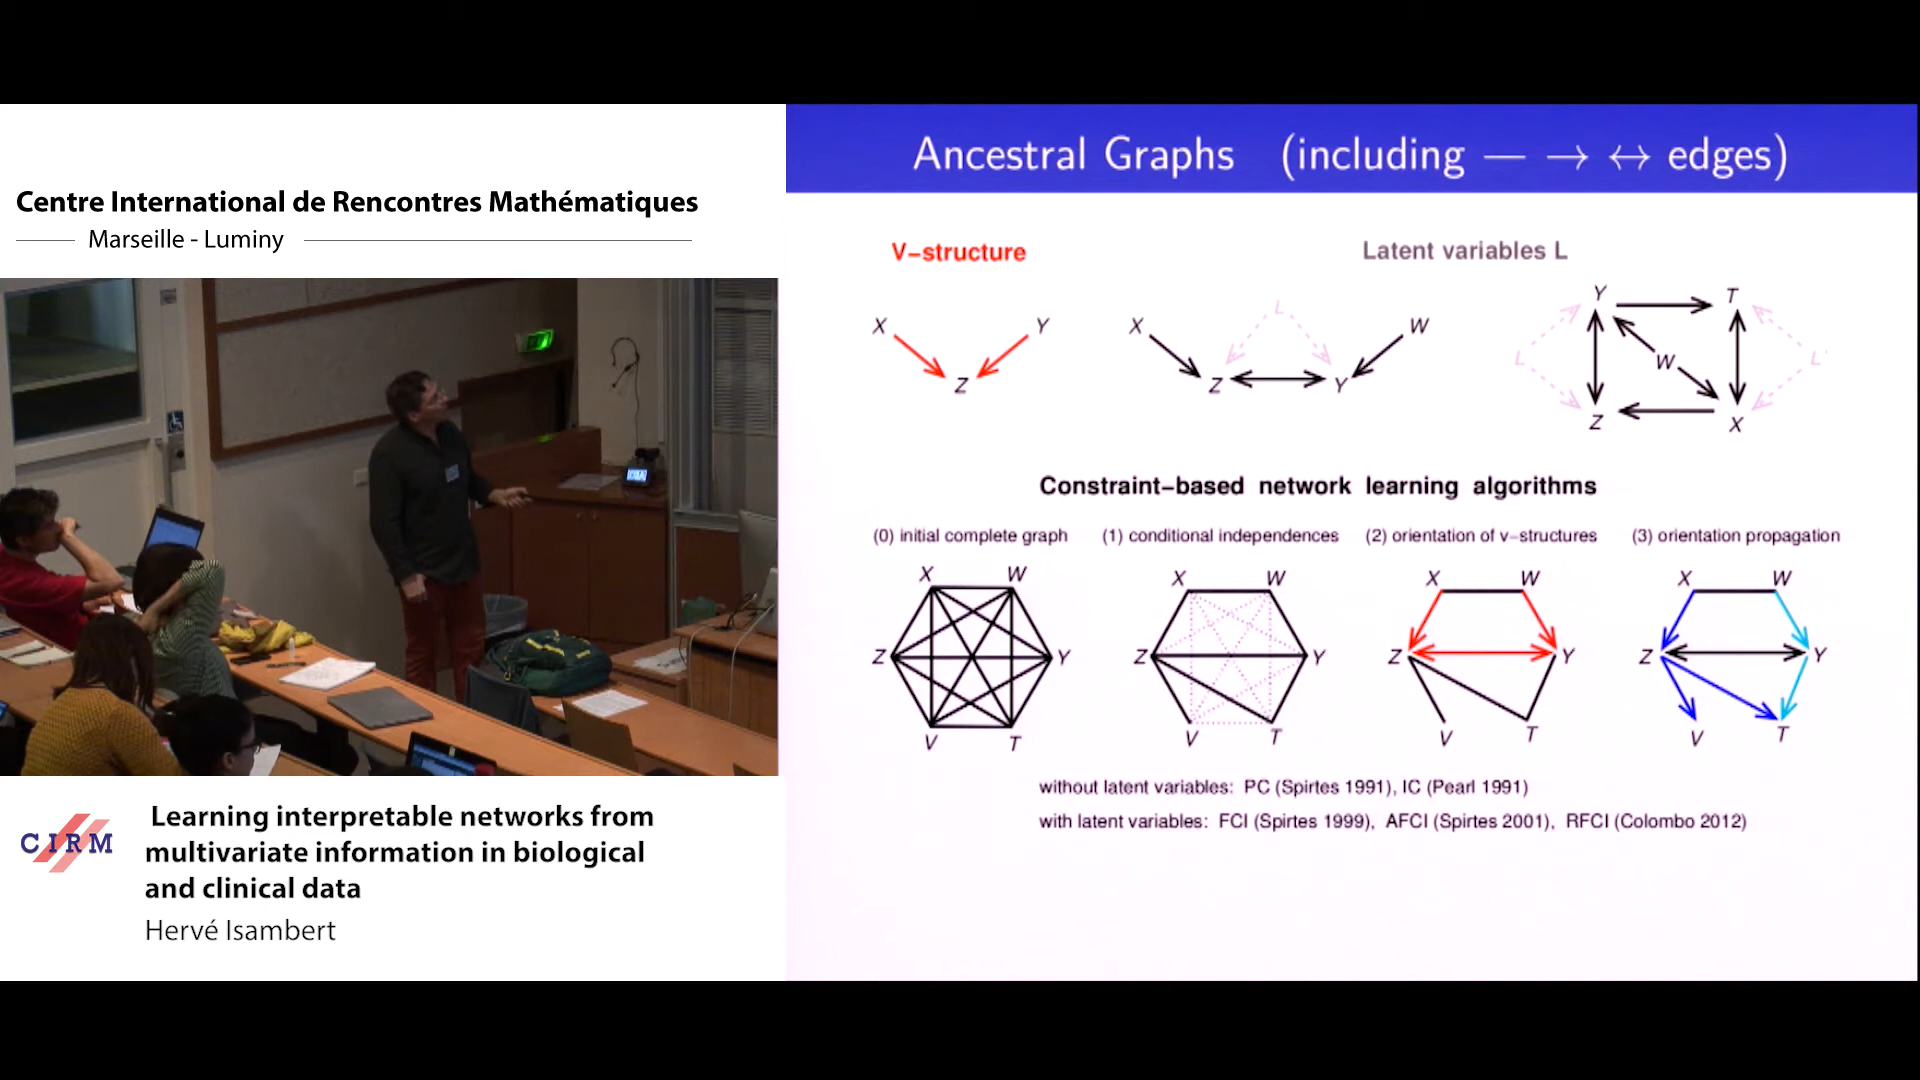 Centre International de Rencontres Mathématiques
Marseille - Luminy
CIRM
Learning interpretable networks from
multivariate information in biological
and clinical data
Hervé Isambert
Ancestral Graphs (including — → ↔ edges)
V–structure
Latent variables L
X Y
Z
X L W
Z Y
Y T
L W L
Z X
Constraint–based network learning algorithms
(0) initial complete graph
(1) conditional independences
(2) orientation of v–structures
(3) orientation propagation
X W
Z Y
V T
X W
Z Y
V T
X W
Z Y
V T
X W
Z Y
V T
without latent variables: PC (Spirtes 1991), IC (Pearl 1991)
with latent variables: FCI (Spirtes 1999), AFCI (Spirtes 2001), RFCI (Colombo 2012)